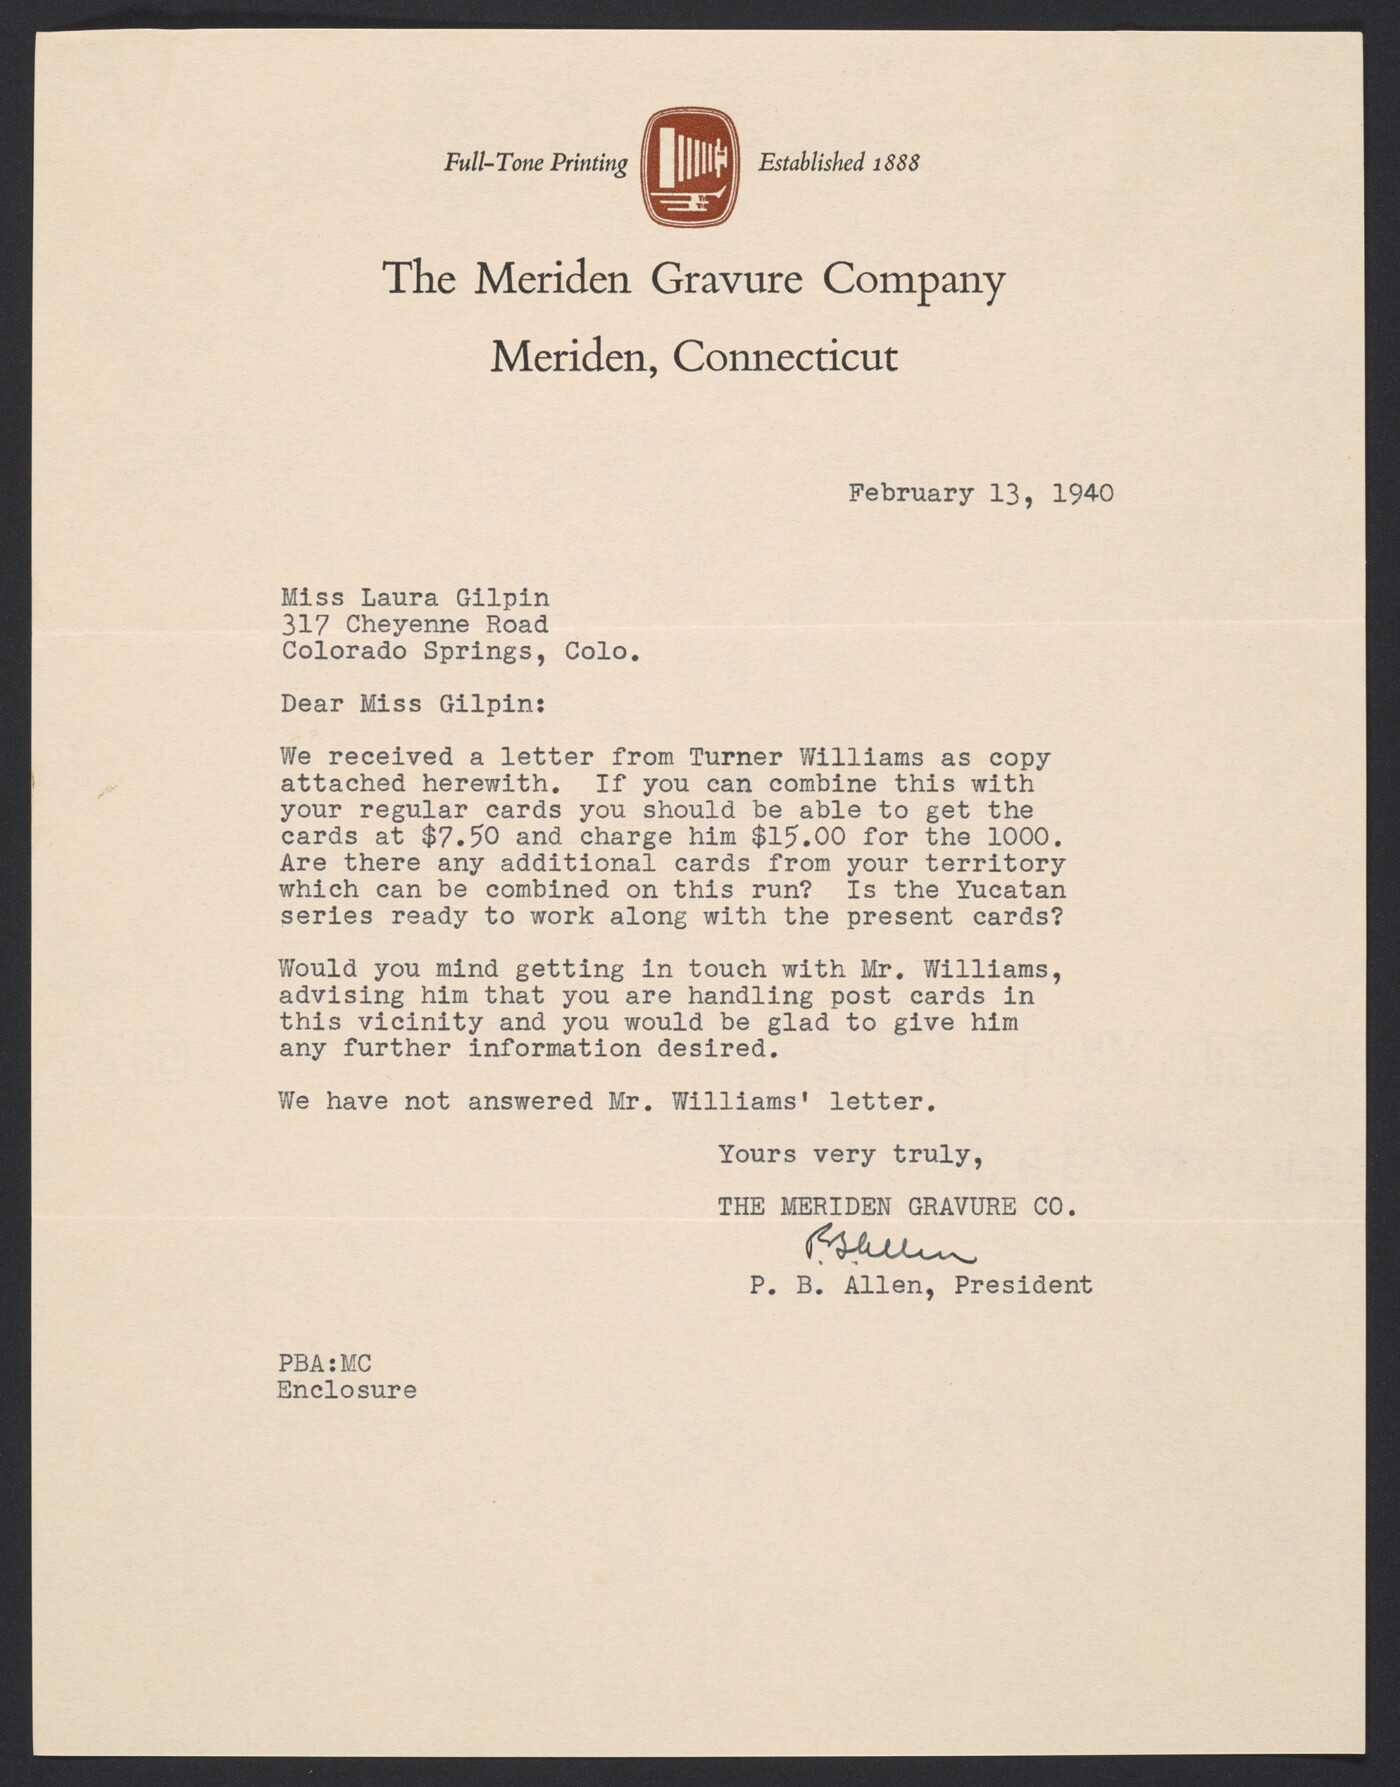 Full-Tone Printing Established 1888
The Meriden Gravure Company
Meriden, Connecticut
February 13, 1940
Miss Laura Gilpin
317 Cheyenne Road
Colorado Springs, Colo.
Dear Miss Gilpin:
We received a letter from Turner Williams as copy
attached herewith. If you can combine this with
your regular cards you should be able to get the
cards at $7.50 and charge him $15.00 for the 1000.
Are there any additional cards from your territory
which can be combined on this run? Is the Yucatan
series ready to work along with the present cards?
Would you mind getting in touch with Mr. Williams,
advising him that you are handling post cards in
this vicinity and you would be glad to give him
any further information desired.
We have not answered Mr. Williams' letter.
Yours very truly,
THE MERIDEN GRAVURE CO.
P.B.Allen
P. B. Allen, President
PBA:MC
Enclosure